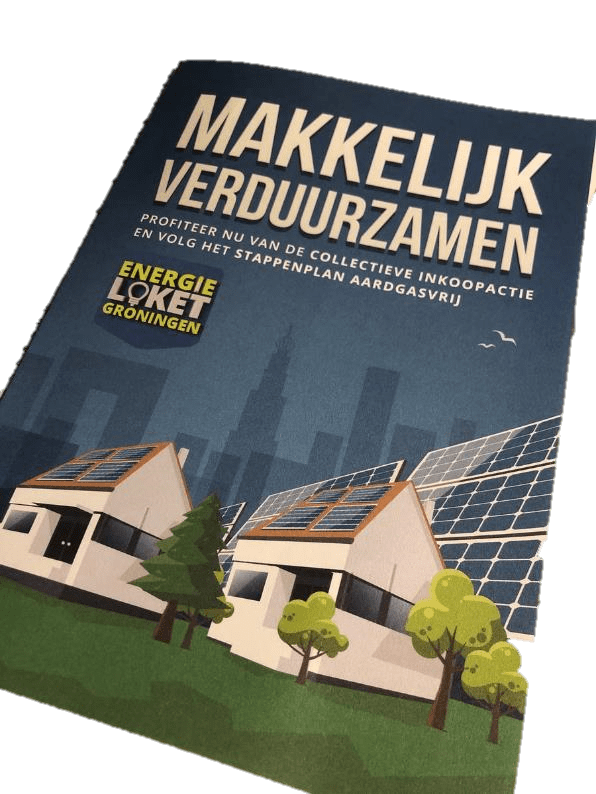 MAKKELIJK
VERDUURZAMEN
PROFITEER NU VAN DE COLLECTIEVE INKOOPACTIE
EN VOLG HET STAPPENPLAN AARDGASVRIJ
ENERGIE
LOKET
GRONINGEN